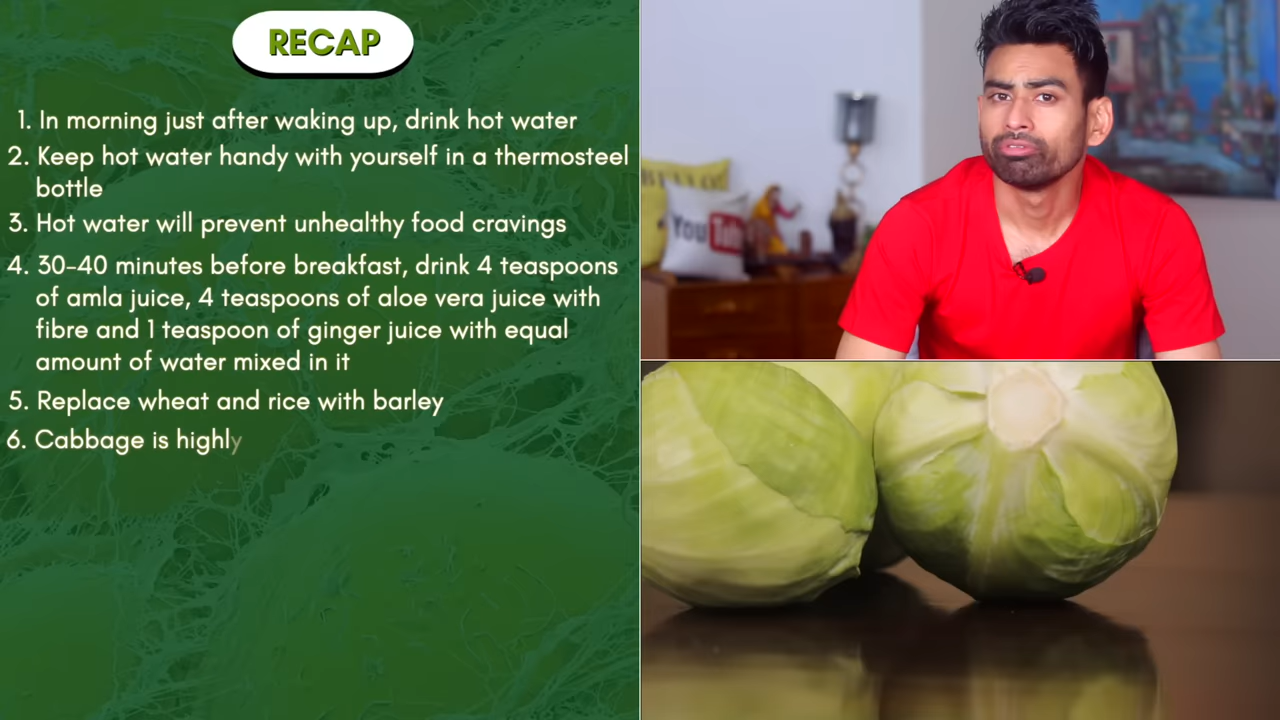 RECAP
1. In morning just after waking up, drink hot water
2. Keep hot water handy with yourself in a thermosteel
bottle
3. Hot water will prevent unhealthy food cravings
4. 30-40 minutes before breakfast, drink 4 teaspoons
of amla juice, 4 teaspoons of aloe vera juice with
fibre and 1 teaspoon of ginger juice with equal
amount of water mixed in it
5. Replace wheat and rice with barley
6. Cabbage is highly
YouTub